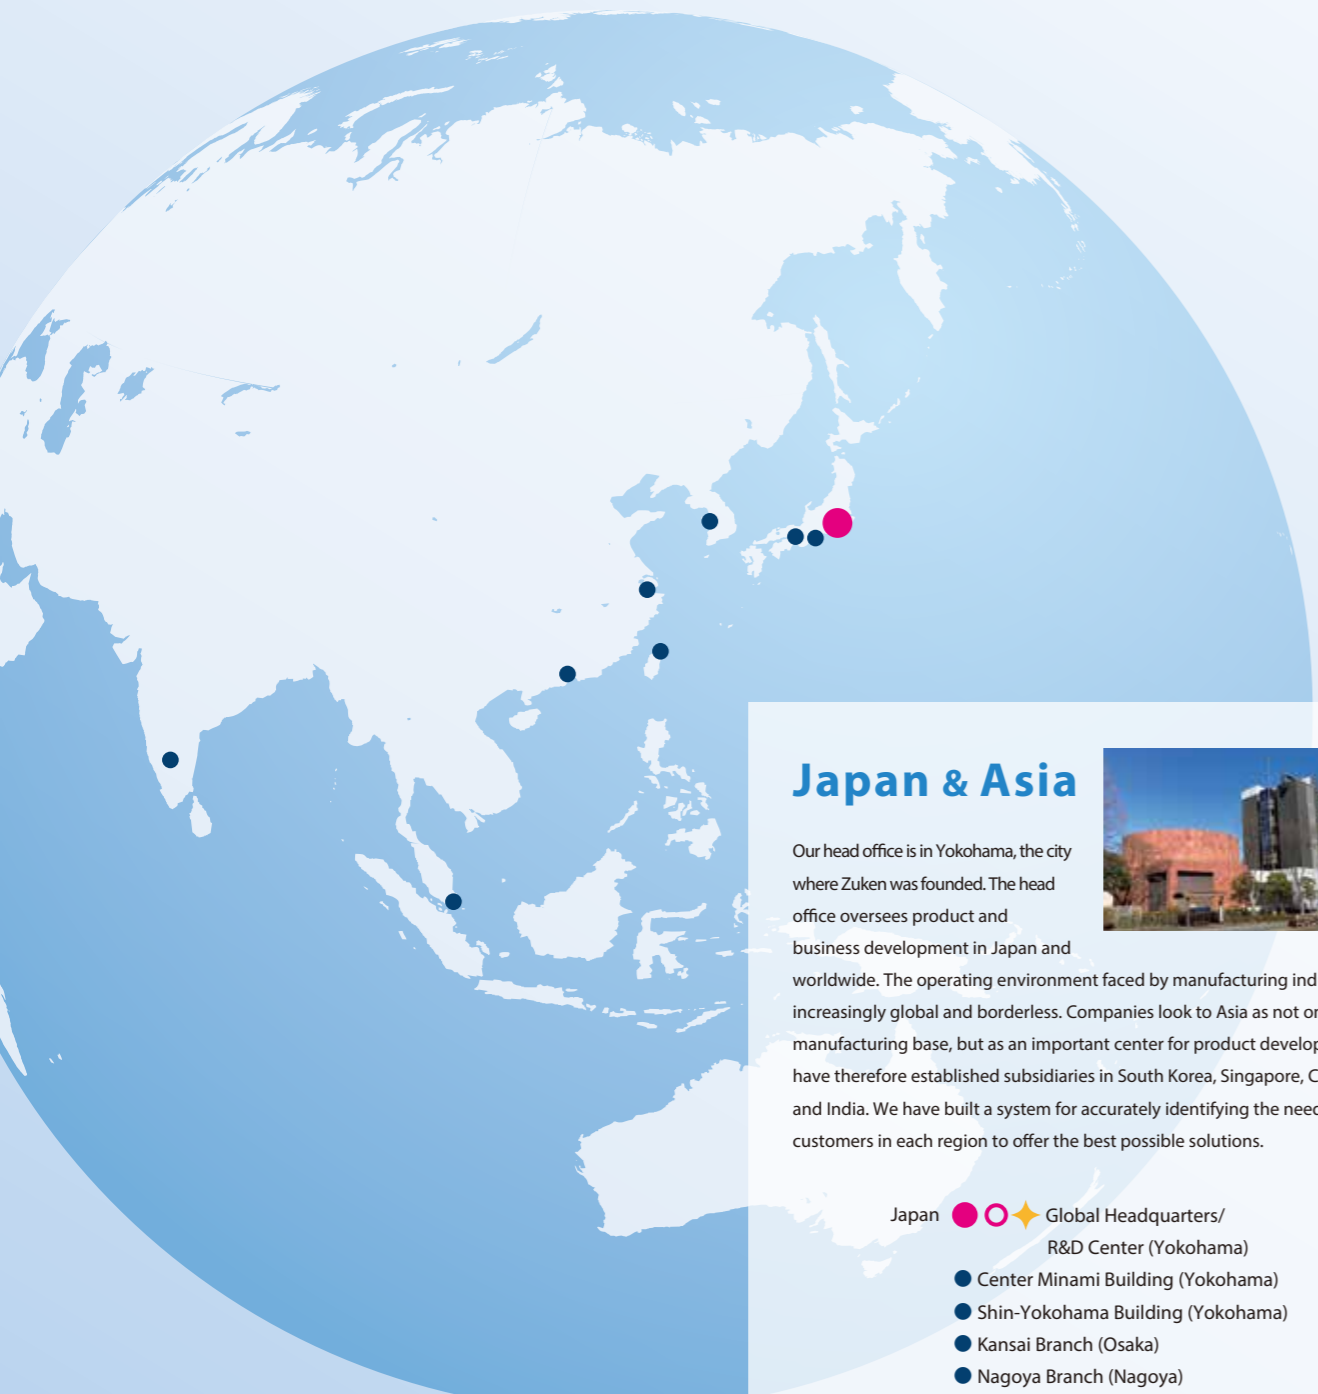 Japan & Asia
Our head office is in Yokohama, the city
where Zuken was founded. The head
office oversees product and
business development in Japan and
worldwide. The operating environment faced by manufacturing
increasingly global and borderless. Companies look to Asia as not
manufacturing base, but as an important center for product
have therefore established subsidiaries in South Korea, Singapore,
and India. We have built a system for accurately identifying the
customers in each region to offer the best possible solutions.
Japan Global Headquarters/
R&D Center (Yokohama)
Center Minami Building (Yokohama)
Shin-Yokohama Building (Yokohama)
Kansai Branch (Osaka)
Nagoya Branch (Nagoya)